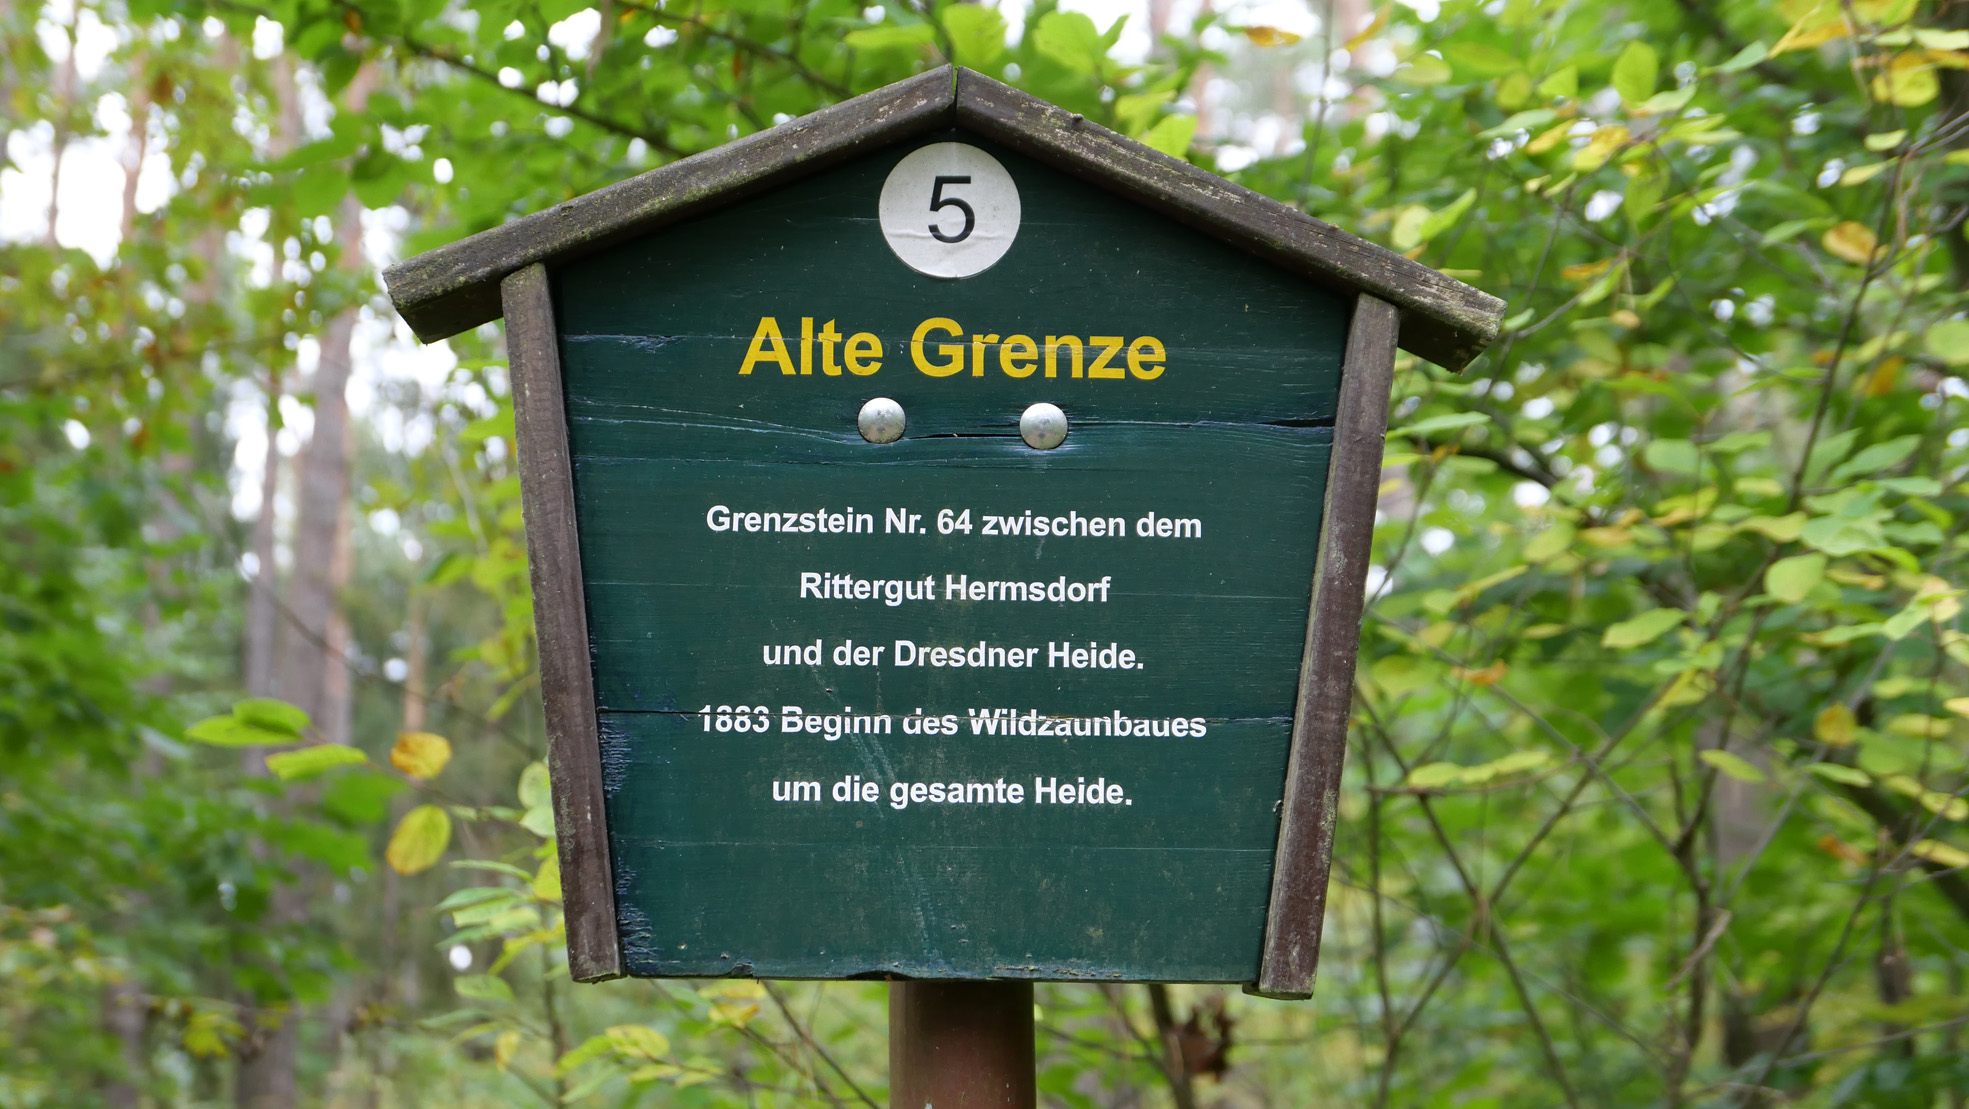 5
Alte Grenze
Grenzstein Nr. 64 zwischen dem
Rittergut Hermsdorf
und der Dresdner Heide.
1883 Beginn des Wildzaunbaues
um die gesamte Heide.